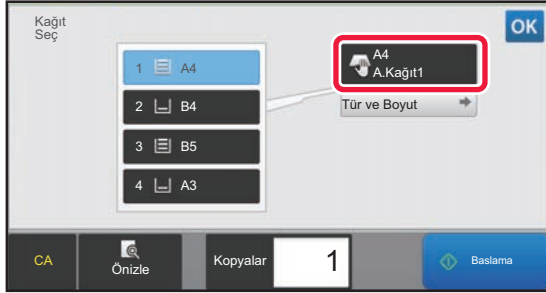 Kağıt
Seç
OK
1 A4
2 B4
3 B5
4 A3
A4
A.Kağıt1
Tür ve Boyut
CA
Önizle
Kopyalar
1
Baslama